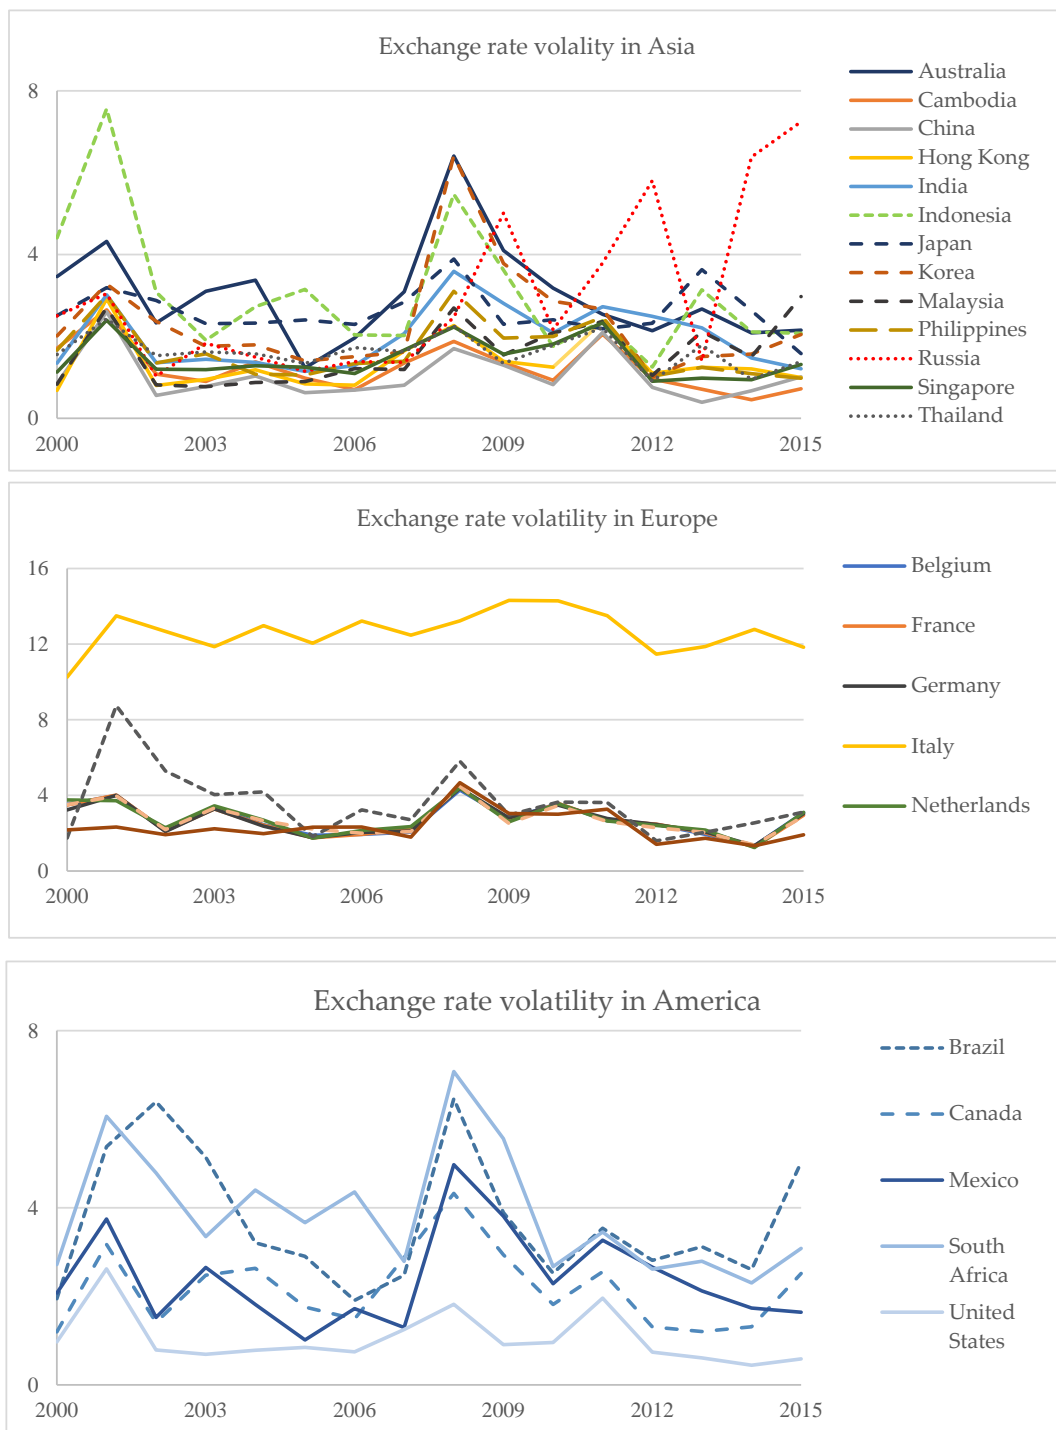 Exchange rate volality in Asia
8
4
0
2000 2003 2006 2009 2012 2015
Australia
Cambodia
China
Hong Kong
India
Indonesia
Japan
Korea
Malaysia
Philippines
Russia
Singapore
Thailand
Exchange rate volatility in Europe
16
12
8
4
0
2000 2003 2006 2009 2012 2015
Belgium
France
Germany
Italy
Netherlands
Exchange rate volatility in America
8
4
0
2000 2003 2006 2009 2012 2015
Brazil
Canada
Mexico
South
Africa
United
States